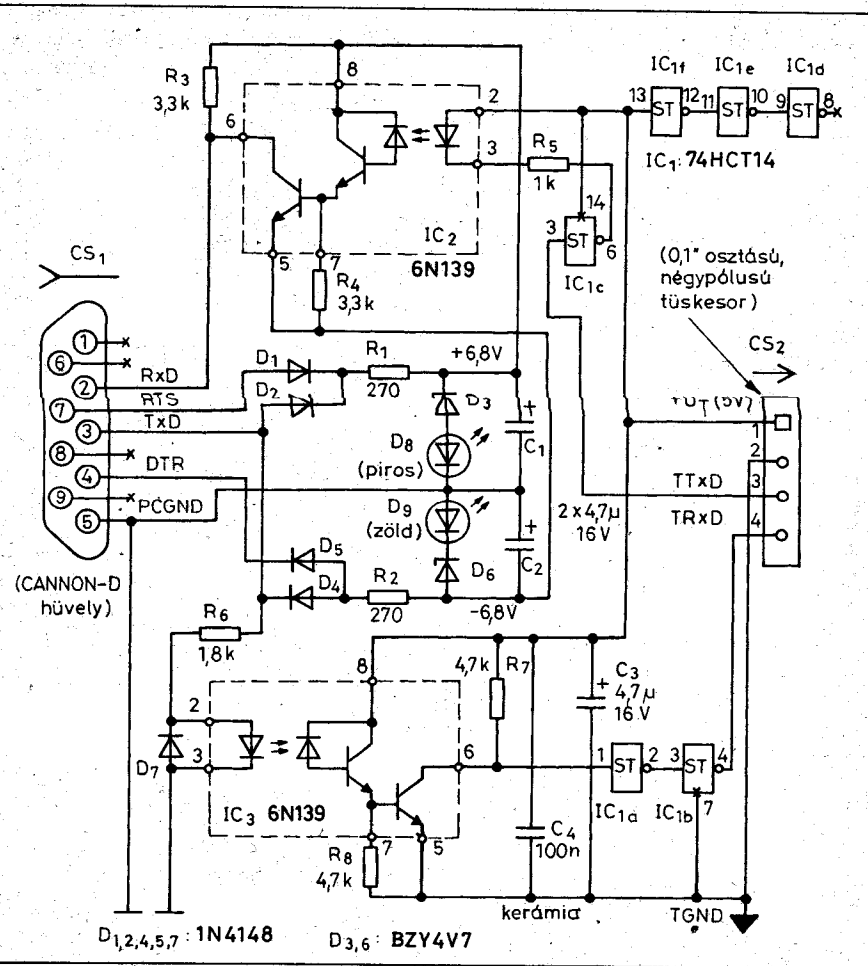 IC1f IC1e IC1d
8
R3
3,3k
2
13 ST 12 11 ST 10 9 ST 8
6
3
R5
1k
IC1: 74HCT14
14
3 ST 6
IC1c
IC2
6N139
5
7
R4
3,3k
(0,1" osztású,
négypólusú
tüskesor)
CS1
CS2
1
6
2 RxD
7 RTS
3 TxD
8
4 DTR
9
5 PCGND
(CANNON-D
hüvely)
D1
D2
R1
270
+6,8V
D3
D8
(piros)
+
C1
D9
(zöld)
+
C2
2x4,7µ
16V
D5
D4
R2
270
D6
-6,8V
+UT (5V)
1
2
TTxD 3
TRxD 4
R6
1,8k
8
4,7k R7
+ C3
4,7µ
16V
2
3
D7
6
1 ST 2 3 ST 4
7
IC1a IC1b
IC3 6N139
7
5
R8
4,7k
C4
100n
kerámia
TGND
D1,2,4,5,7: 1N4148
D3,6: BZY4V7